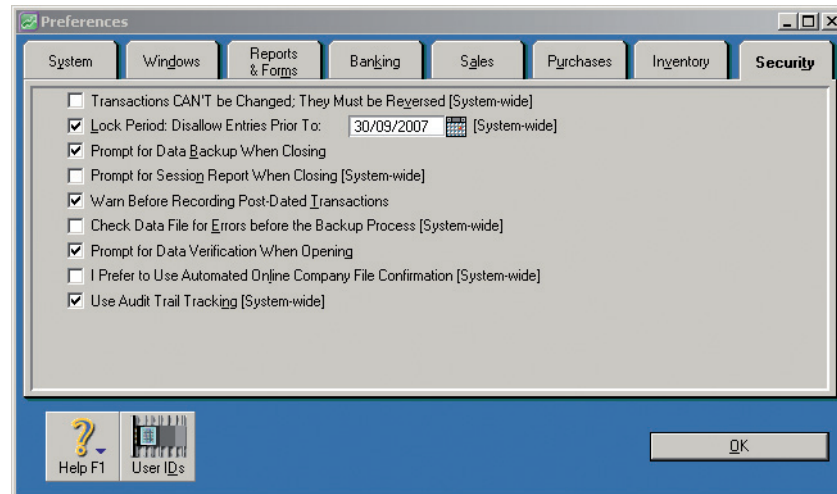 Preferences
System
Windows
Reports
& Forms
Banking
Sales
Purchases
Inventory
Security
Transactions CAN'T be Changed; They Must be Reversed [System-wide]
Lock Period: Disallow Entries Prior To: 30/09/2007 [System-wide]
Prompt for Data Backup When Closing
Prompt for Session Report When Closing [System-wide]
Warn Before Recording Post-Dated Transactions
Check Data File for Errors before the Backup Process [System-wide]
Prompt for Data Verification When Opening
I Prefer to Use Automated Online Company File Confirmation [System-wide]
Use Audit Trail Tracking [System-wide]
Help F1
User IDs
OK